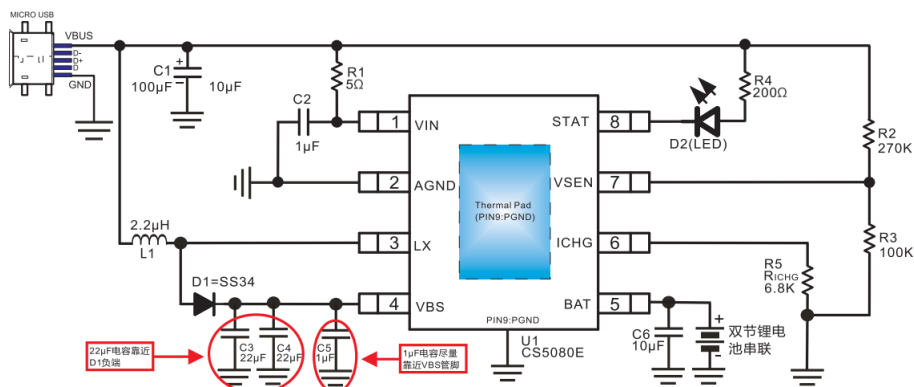 MICRO USB
VBUS
D-
D+
D
GND
C1
100μF
10μF
R1
5Ω
C2
1μF
R4
200Ω
D2(LED)
R2
270K
R3
100K
1
VIN
2
AGND
3
LX
4
VBS
STAT
8
VSEN
7
ICHG
6
BAT
5
Thermal Pad
(PIN9:PGND)
PIN9:PGND
U1
CS5080E
2.2μH
L1
D1=SS34
C3
22μF
C4
22μF
C5
1μF
R5
RICHG
6.8K
C6
10μF
双节锂电
池串联
22μF电容靠近
D1负端
1μF电容尽量
靠近VBS管脚